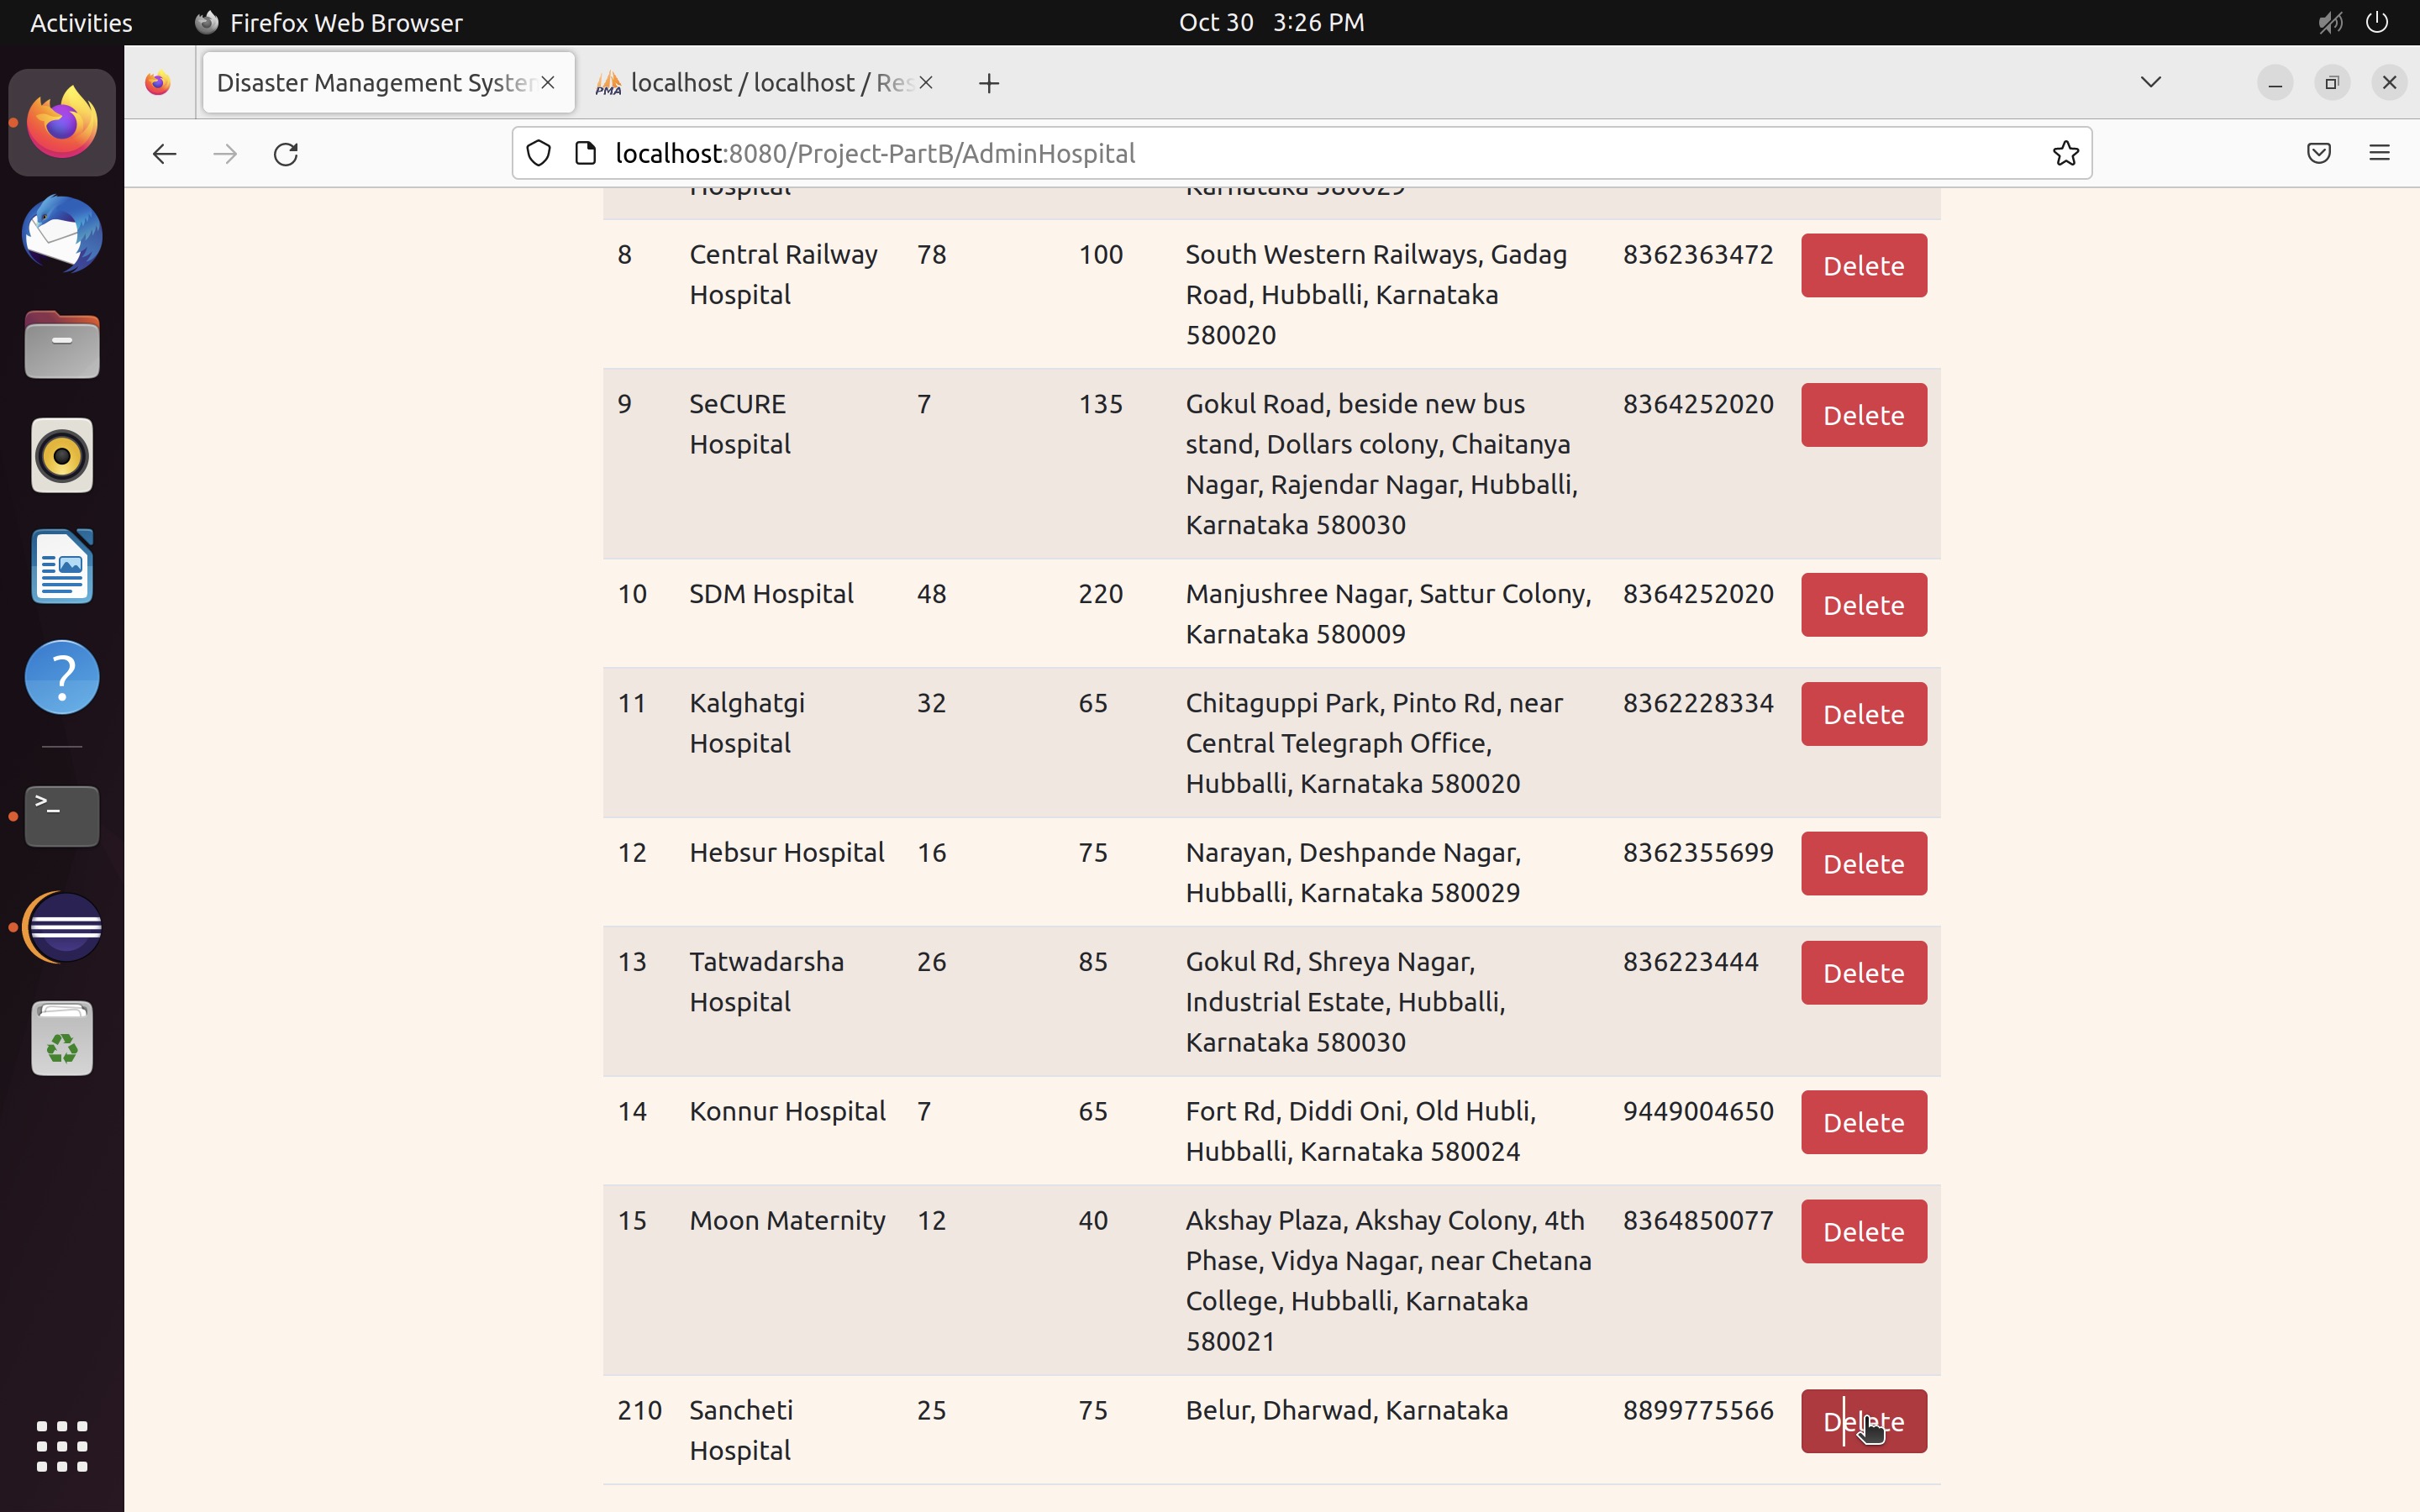 Activities Firefox Web Browser Oct 30 3:26 PM
Disaster Management System localhost / localhost / Res
PMA
localhost:8080/Project-PartB/AdminHospital
Hospital Karnataka 580029
8 Central Railway 78 100 South Western Railways, Gadag 8362363472 Delete
Hospital Road, Hubballi, Karnataka
580020
9 SeCURE 7 135 Gokul Road, beside new bus 8364252020 Delete
Hospital stand, Dollars colony, Chaitanya
Nagar, Rajendar Nagar, Hubballi,
Karnataka 580030
10 SDM Hospital 48 220 Manjushree Nagar, Sattur Colony, 8364252020 Delete
Karnataka 580009
11 Kalghatgi 32 65 Chitaguppi Park, Pinto Rd, near 8362228334 Delete
Hospital Central Telegraph Office,
Hubballi, Karnataka 580020
12 Hebsur Hospital 16 75 Narayan, Deshpande Nagar, 8362355699 Delete
Hubballi, Karnataka 580029
13 Tatwadarsha 26 85 Gokul Rd, Shreya Nagar, 836223444 Delete
Hospital Industrial Estate, Hubballi,
Karnataka 580030
14 Konnur Hospital 7 65 Fort Rd, Diddi Oni, Old Hubli, 9449004650 Delete
Hubballi, Karnataka 580024
15 Moon Maternity 12 40 Akshay Plaza, Akshay Colony, 4th 8364850077 Delete
Phase, Vidya Nagar, near Chetana
College, Hubballi, Karnataka
580021
210 Sancheti 25 75 Belur, Dharwad, Karnataka 8899775566 Delete
Hospital